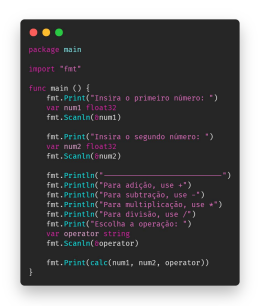 package main
import "fmt"
func main () {
fmt.Print("Insira o primeiro número: ")
var num1 float32
fmt.Scanln(&num1)
fmt.Print("Insira o segundo número: ")
var num2 float32
fmt.Scanln(&num2)
fmt.Println("-----------------------------")
fmt.Println("Para adição, use +")
fmt.Println("Para subtração, use -")
fmt.Println("Para multiplicação, use *")
fmt.Println("Para divisão, use /")
fmt.Print("Escolha a operação: ")
var operator string
fmt.Scanln(&operator)
fmt.Print(calc(num1, num2, operator))
}